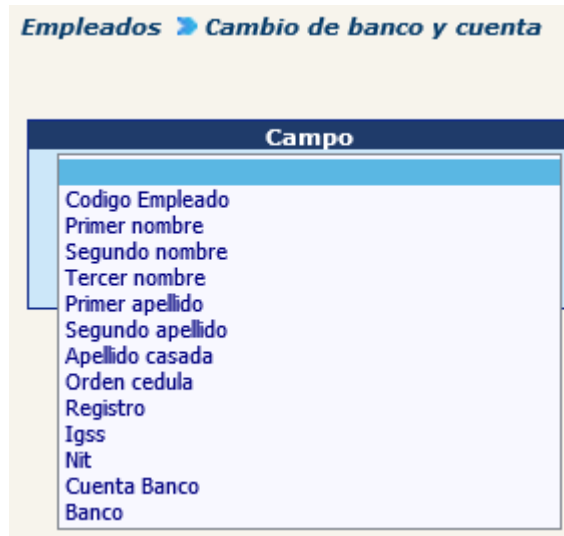 Empleados Cambio de banco y cuenta
Campo
Codigo Empleado
Primer nombre
Segundo nombre
Tercer nombre
Primer apellido
Segundo apellido
Apellido casada
Orden cedula
Registro
Igss
Nit
Cuenta Banco
Banco